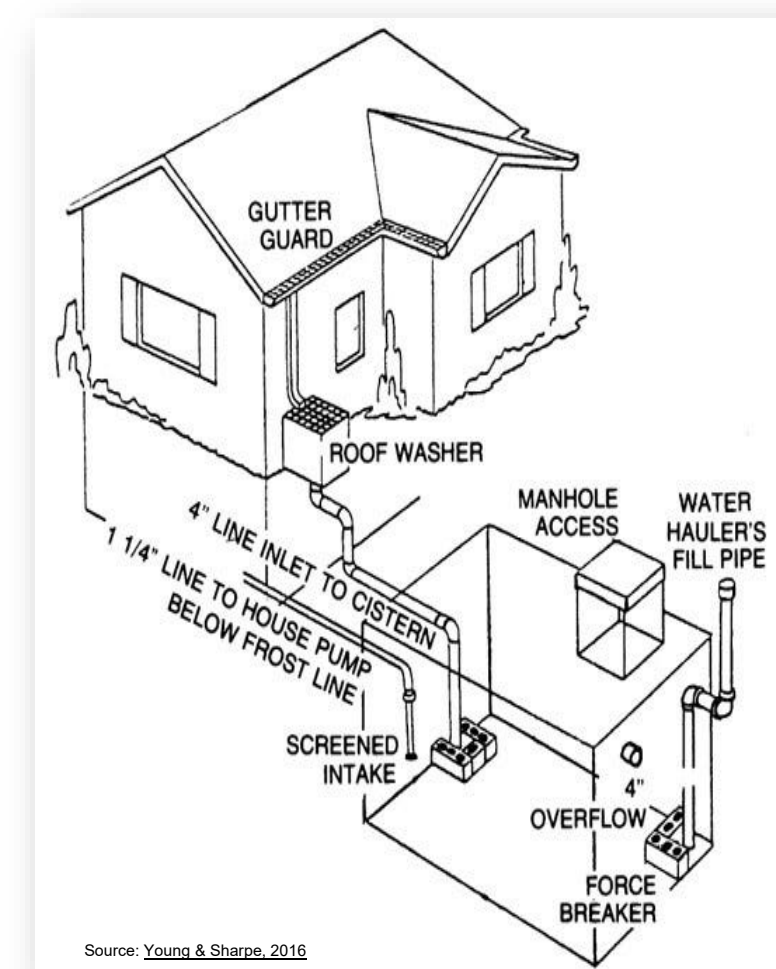 GUTTER
GUARD
ROOF WASHER
MANHOLE
ACCESS
WATER
HAULER'S
FILL PIPE
4" LINE INLET TO CISTERN
1 1/4" LINE TO HOUSE PUMP
BELOW FROST LINE
SCREENED
INTAKE
4"
OVERFLOW
FORCE
BREAKER
Source: Young & Sharpe, 2016